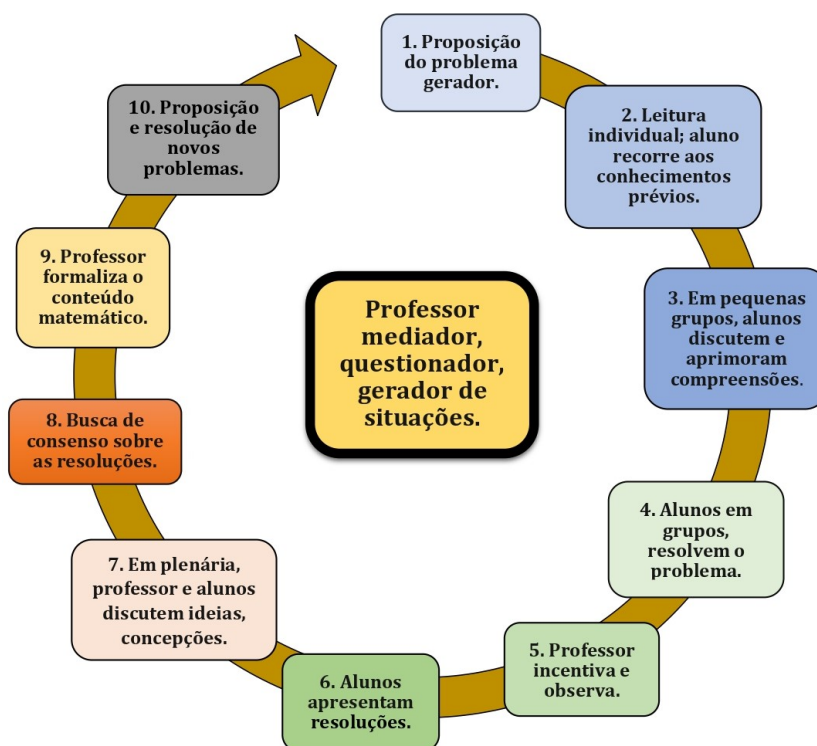 1. Proposição
do problema
gerador.
2. Leitura
individual; aluno
recorre aos
conhecimentos
prévios.
3. Em pequenas
grupos, alunos
discutem e
aprimoram
compreensões.
4. Alunos em
grupos,
resolvem o
problema.
5. Professor
incentiva e
observa.
6. Alunos
apresentam
resoluções.
7. Em plenária,
professor e alunos
discutem ideias,
concepções.
8. Busca de
consenso sobre
as resoluções.
9. Professor
formaliza o
conteúdo
matemático.
10. Proposição
e resolução de
novos
problemas.
Professor
mediador,
questionador,
gerador de
situações.